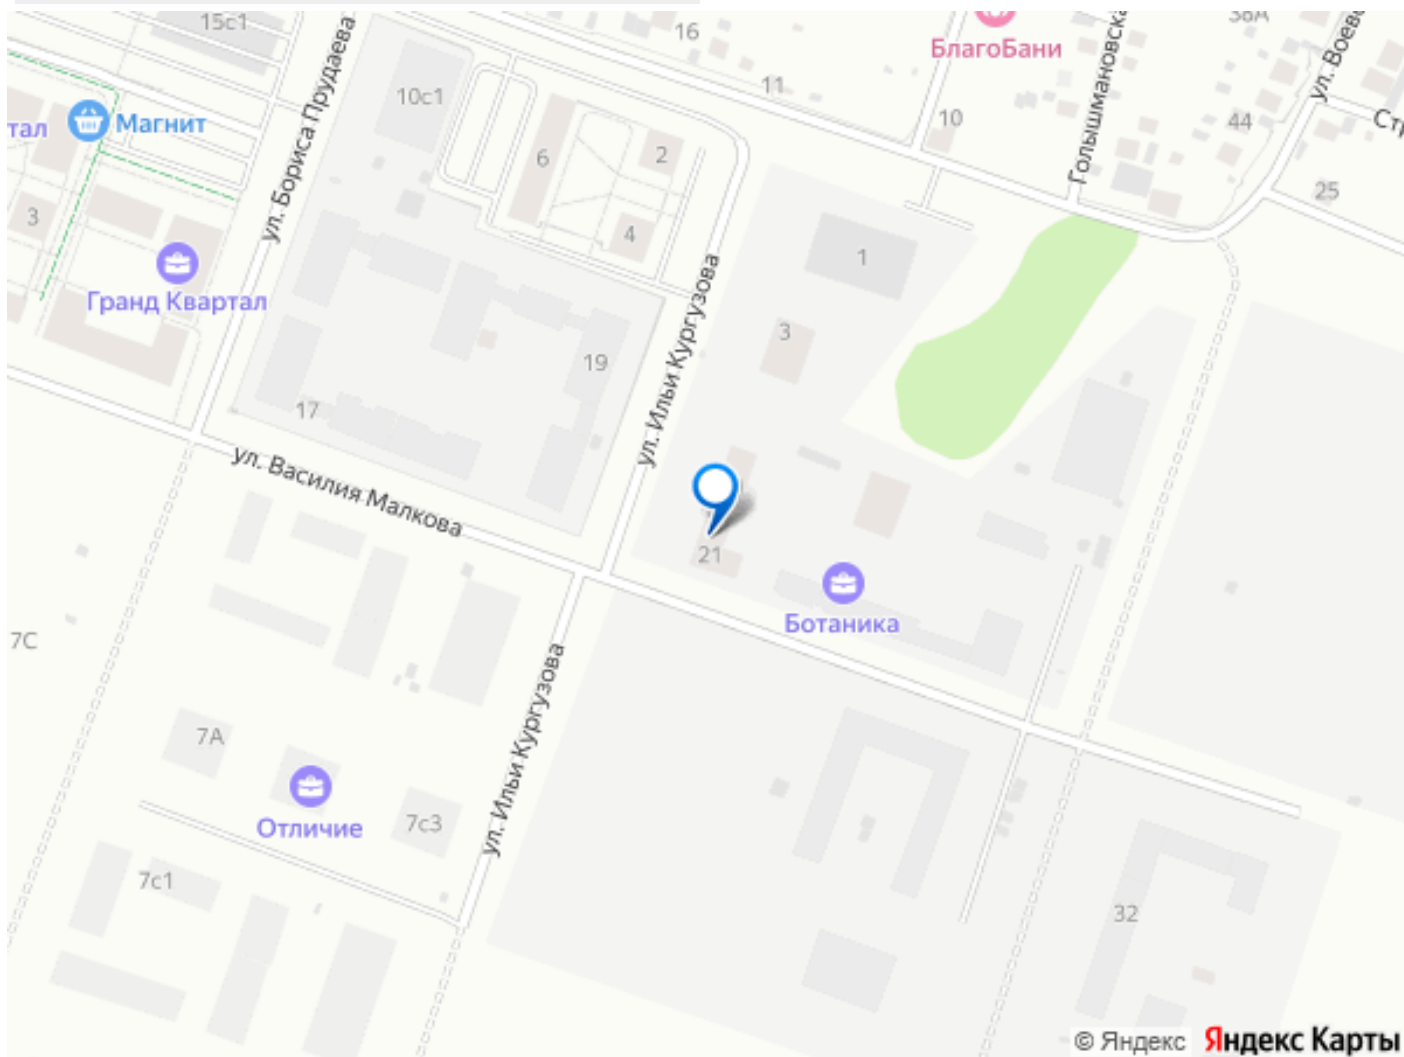 15с1
16
38А
БлагоБани
ул. Бориса Прудаева
10с1
11
10
Голышмановска
ул. Воево
44
Стр
тал
Магнит
6
2
25
3
4
1
Гранд Квартал
ул. Ильи Кургузова
3
19
17
ул. Василия Малкова
21
Ботаника
7С
ул. Ильи Кургузова
7А
Отличие
7с3
7с1
32
© Яндекс Яндекс Карты